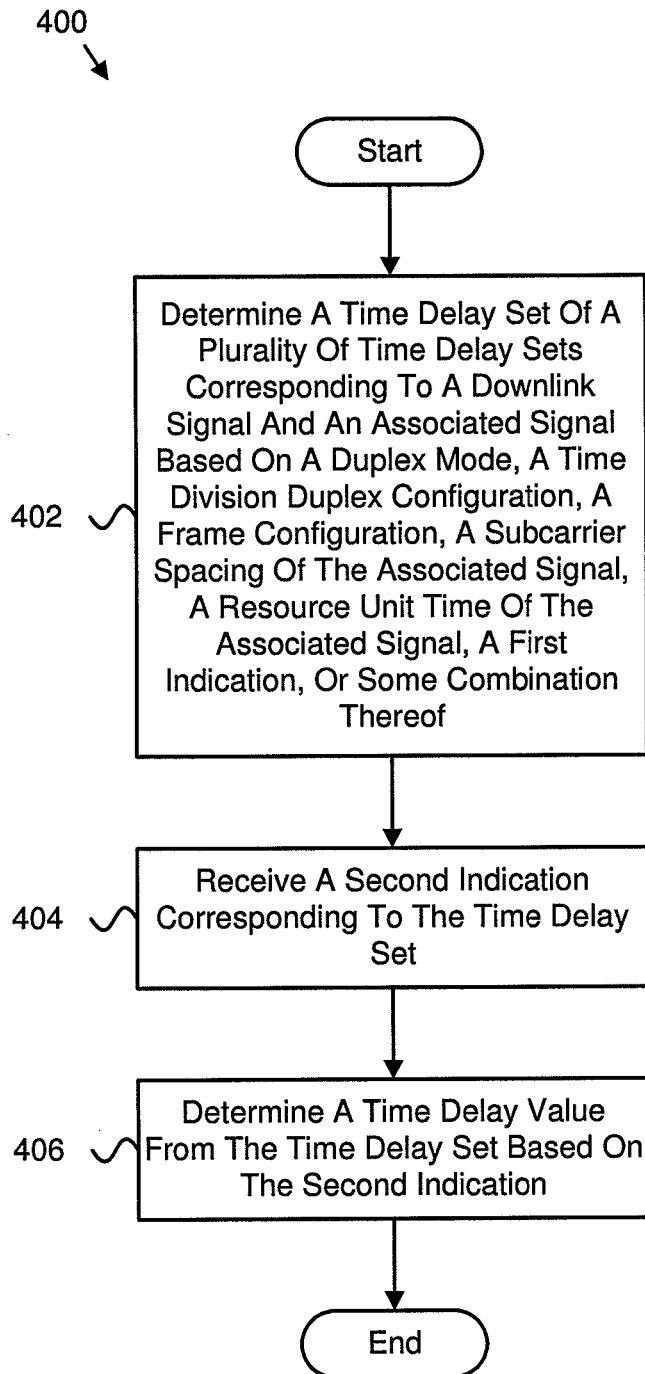 400
Start
Determine A Time Delay Set Of A
Plurality Of Time Delay Sets
Corresponding To A Downlink
Signal And An Associated Signal
Based On A Duplex Mode, A Time
Division Duplex Configuration, A
Frame Configuration, A Subcarrier
Spacing Of The Associated Signal,
A Resource Unit Time Of The
Associated Signal, A First
Indication, Or Some Combination
Thereof
402
Receive A Second Indication
Corresponding To The Time Delay
Set
404
Determine A Time Delay Value
From The Time Delay Set Based On
The Second Indication
406
End